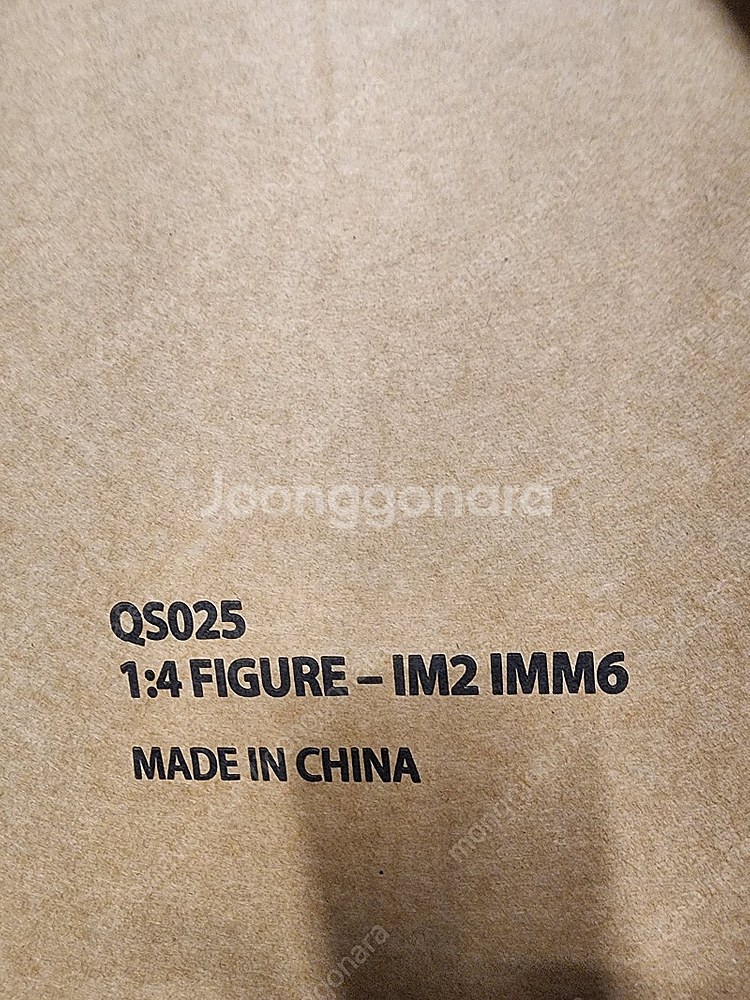 Joonggonara
QS025
1:4 FIGURE – IM2 IMM6
MADE IN CHINA